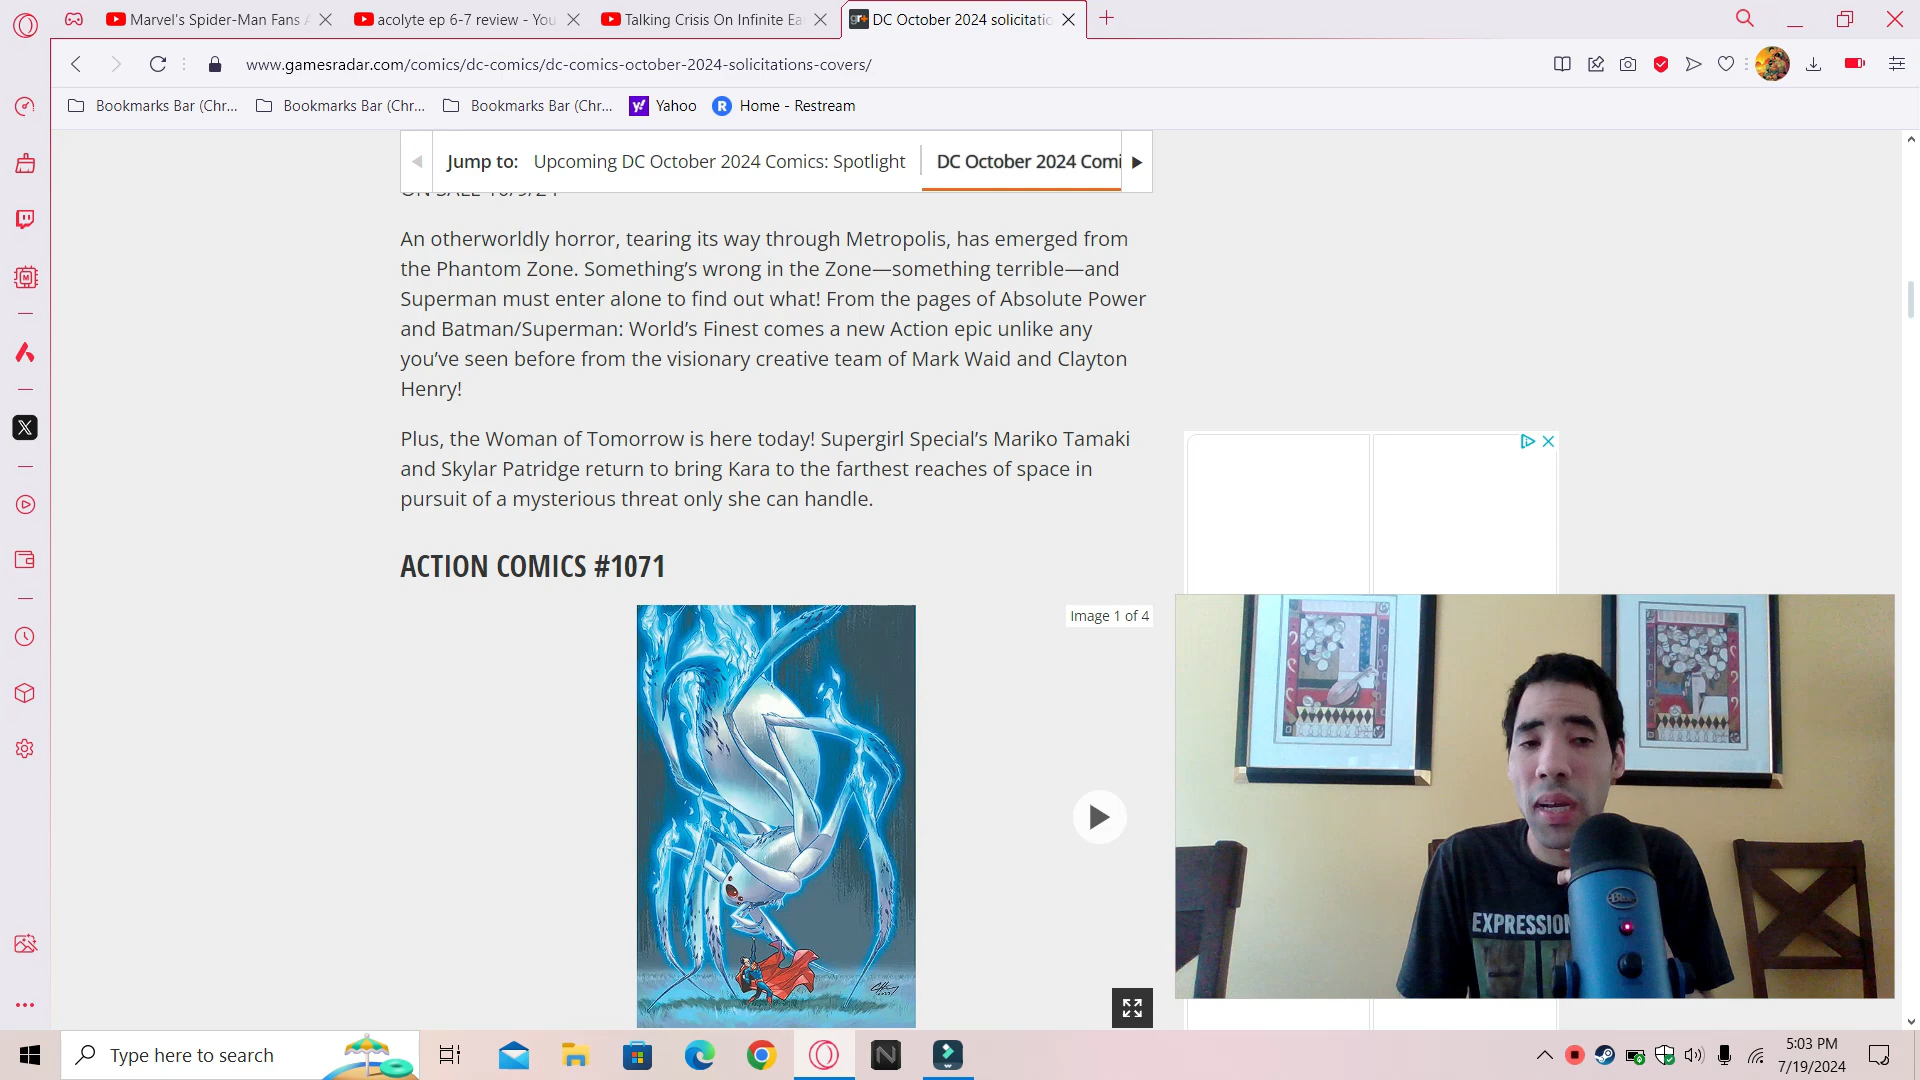 Marvel's Spider-Man Fans
acolyte ep 6-7 review - You
Talking Crisis On Infinite Ea
DC October 2024 solicitatio
www.gamesradar.com/comics/dc-comics/dc-comics-october-2024-solicitations-covers/
Bookmarks Bar (Chr...
Bookmarks Bar (Chr...
Bookmarks Bar (Chr...
Yahoo
Home - Restream
Jump to:
Upcoming DC October 2024 Comics: Spotlight
DC October 2024 Comi
An otherworldly horror, tearing its way through Metropolis, has emerged from
the Phantom Zone. Something's wrong in the Zone—something terrible—and
Superman must enter alone to find out what! From the pages of Absolute Power
and Batman/Superman: World's Finest comes a new Action epic unlike any
you've seen before from the visionary creative team of Mark Waid and Clayton
Henry!
Plus, the Woman of Tomorrow is here today! Supergirl Special's Mariko Tamaki
and Skylar Patridge return to bring Kara to the farthest reaches of space in
pursuit of a mysterious threat only she can handle.
ACTION COMICS #1071
Image 1 of 4
EXPRESSION
Blue
Type here to search
5:03 PM
7/19/2024